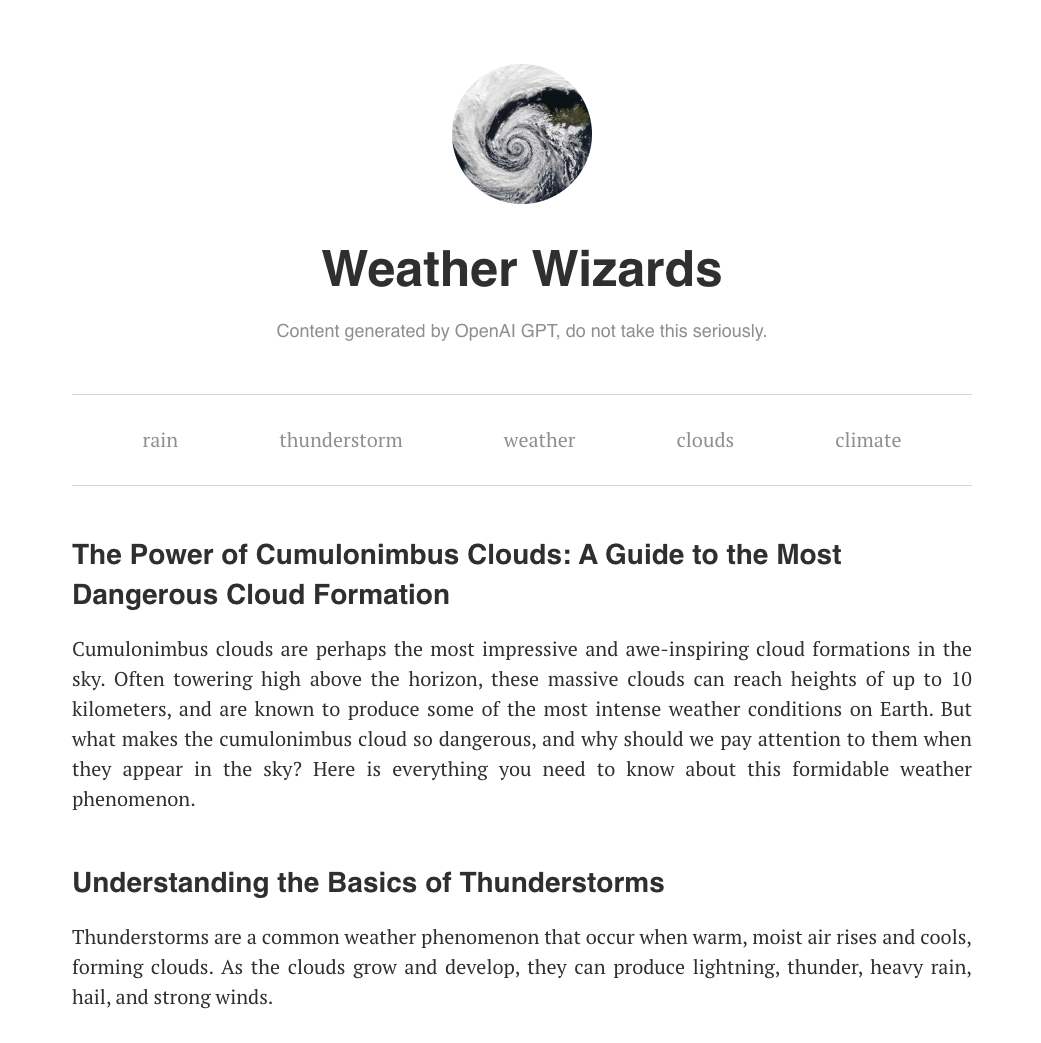 Weather Wizards
Content generated by OpenAI GPT, do not take this seriously.
rain thunderstorm weather clouds climate
The Power of Cumulonimbus Clouds: A Guide to the Most
Dangerous Cloud Formation
Cumulonimbus clouds are perhaps the most impressive and awe-inspiring cloud formations in the
sky. Often towering high above the horizon, these massive clouds can reach heights of up to 10
kilometers, and are known to produce some of the most intense weather conditions on Earth. But
what makes the cumulonimbus cloud so dangerous, and why should we pay attention to them when
they appear in the sky? Here is everything you need to know about this formidable weather
phenomenon.
Understanding the Basics of Thunderstorms
Thunderstorms are a common weather phenomenon that occur when warm, moist air rises and cools,
forming clouds. As the clouds grow and develop, they can produce lightning, thunder, heavy rain,
hail, and strong winds.